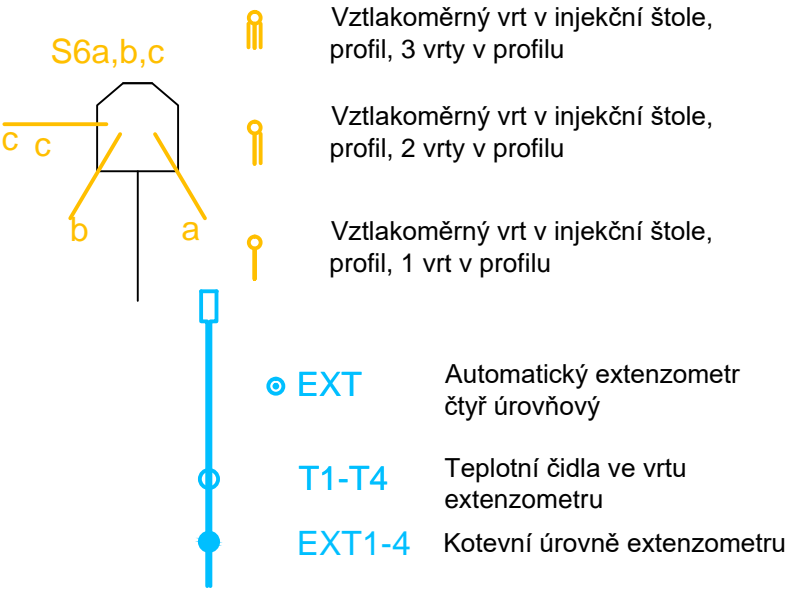 S6a,b,c
c
c
b
a
Vztlakoměrný vrt v injekční štole,
profil, 3 vrty v profilu
Vztlakoměrný vrt v injekční štole,
profil, 2 vrty v profilu
Vztlakoměrný vrt v injekční štole,
profil, 1 vrt v profilu
EXT
Automatický extenzometr
čtyř úrovňový
T1-T4
Teplotní čidla ve vrtu
extenzometru
EXT1-4
Kotevní úrovně extenzometru